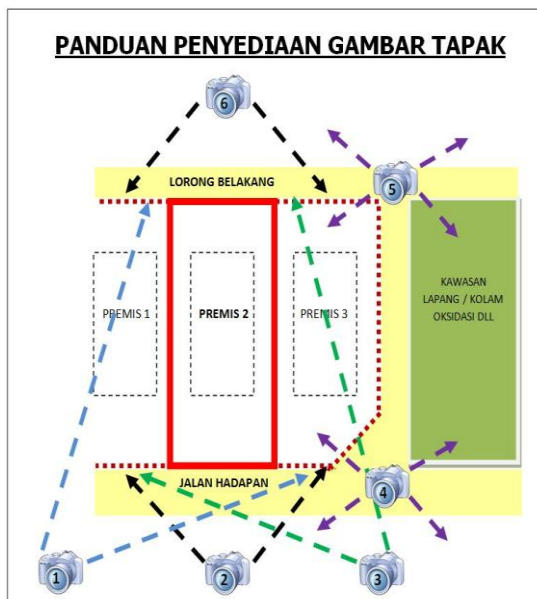 PANDUAN PENYEDIAAN GAMBAR TAPAK
6
LORONG BELAKANG
5
PREMIS 1
PREMIS 2
PREMIS 3
KAWASAN
LAPANG / KOLAM
OKSIDASI DLL
JALAN HADAPAN
4
1
2
3